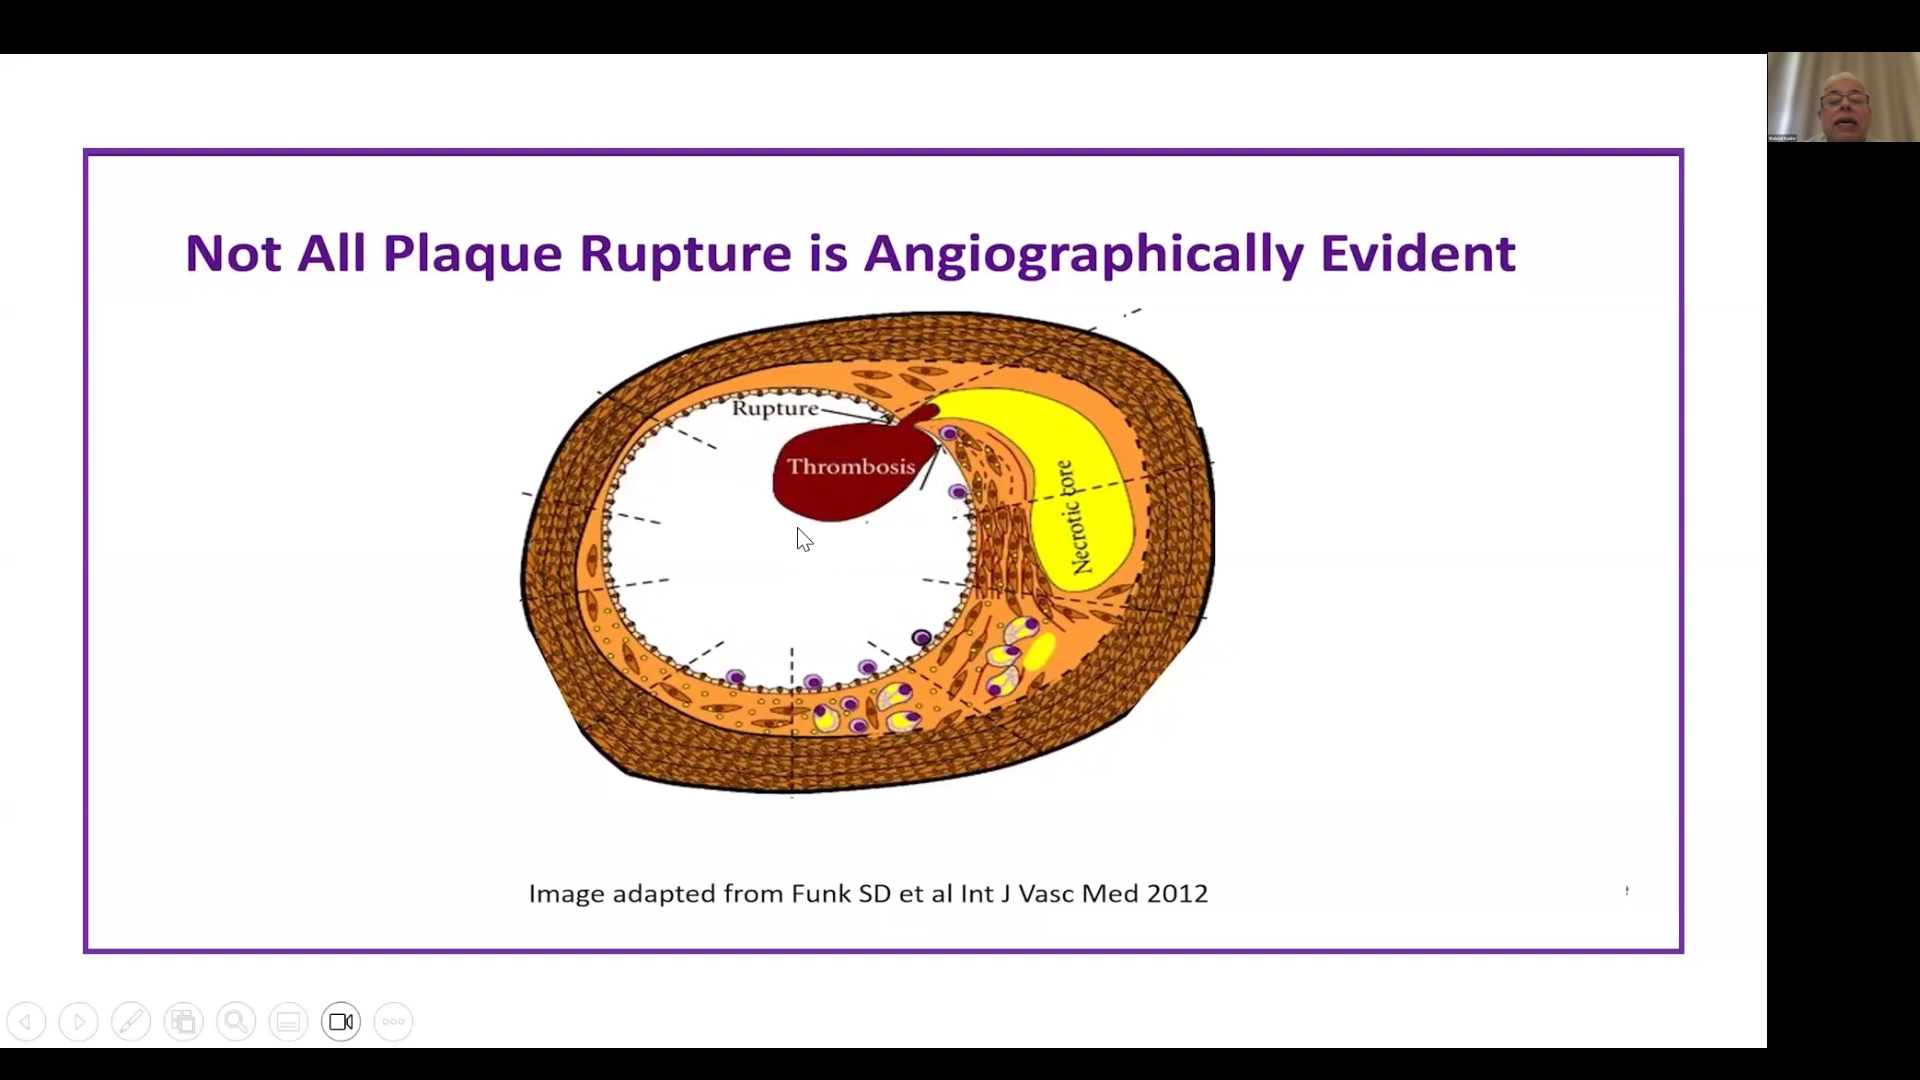 Not All Plaque Rupture is Angiographically Evident
Rupture
Thrombosis
Necrotic core
Image adapted from Funk SD et al Int J Vasc Med 2012